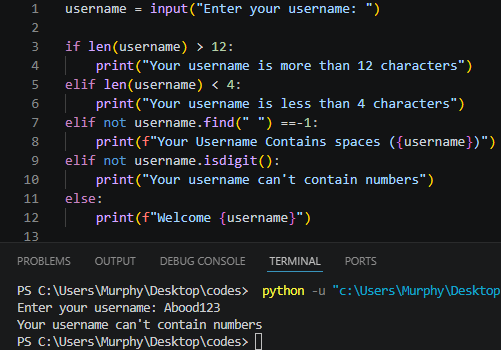 1 username = input("Enter your username: ")
2
3 if len(username) > 12:
4     print("Your username is more than 12 characters")
5 elif len(username) < 4:
6     print("Your username is less than 4 characters")
7 elif not username.find(" ") ==-1:
8     print(f"Your Username Contains spaces ({username})")
9 elif not username.isdigit():
10     print("Your username can't contain numbers")
11 else:
12     print(f"Welcome {username}")
13
PROBLEMS OUTPUT DEBUG CONSOLE TERMINAL PORTS
PS C:\Users\Murphy\Desktop\codes>  python -u "c:\Users\Murphy\Desktop
Enter your username: Abood123
Your username can't contain numbers
PS C:\Users\Murphy\Desktop\codes>